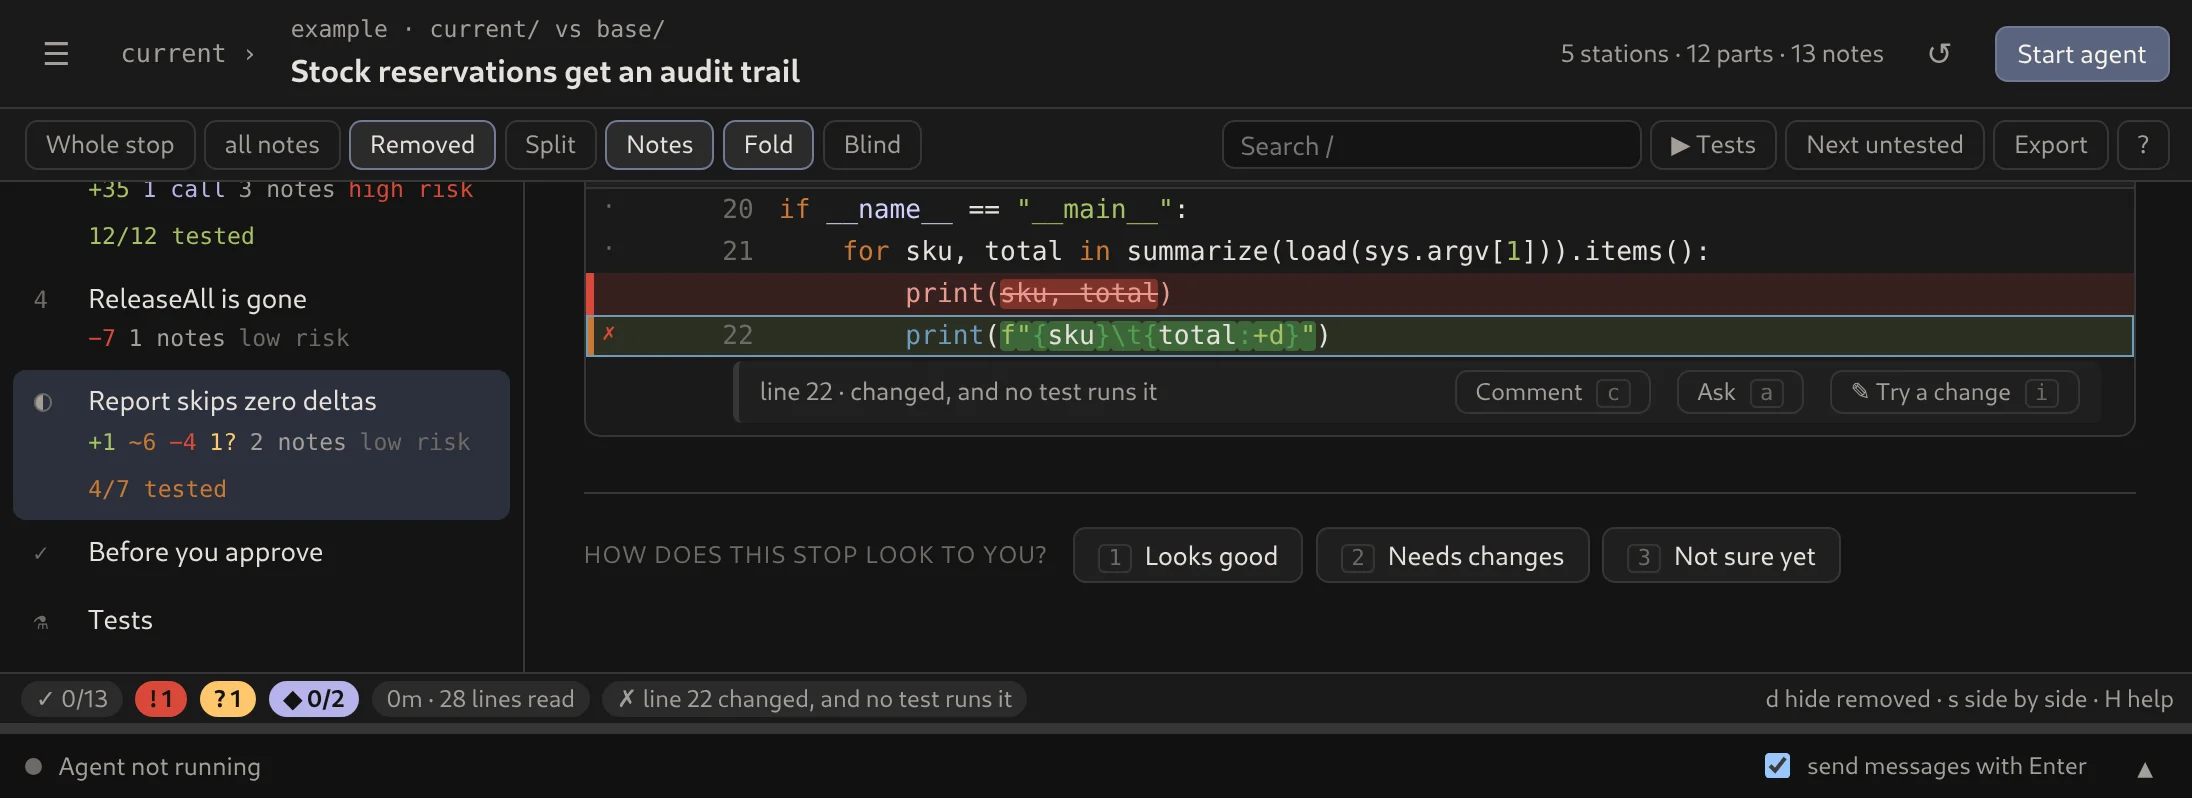 ☰ current › example · current/ vs base/
Stock reservations get an audit trail
5 stations · 12 parts · 13 notes ↺ Start agent
Whole stop all notes Removed Split Notes Fold Blind Search / ▶ Tests Next untested Export ?
+35 1 call 3 notes high risk
12/12 tested
4 ReleaseAll is gone
−7 1 notes low risk
Report skips zero deltas
+1 ~6 −4 1? 2 notes low risk
4/7 tested
✓ Before you approve
Tests
· 20 if __name__ == "__main__":
· 21 for sku, total in summarize(load(sys.argv[1])).items():
print(sku, total)
✗ 22 print(f"{sku}\t{total:+d}")
line 22 · changed, and no test runs it Comment c Ask a ✎ Try a change i
HOW DOES THIS STOP LOOK TO YOU? 1 Looks good 2 Needs changes 3 Not sure yet
✓ 0/13 !1 ?1 ◆ 0/2 0m · 28 lines read ✗ line 22 changed, and no test runs it d hide removed · s side by side · H help
Agent not running send messages with Enter ▲